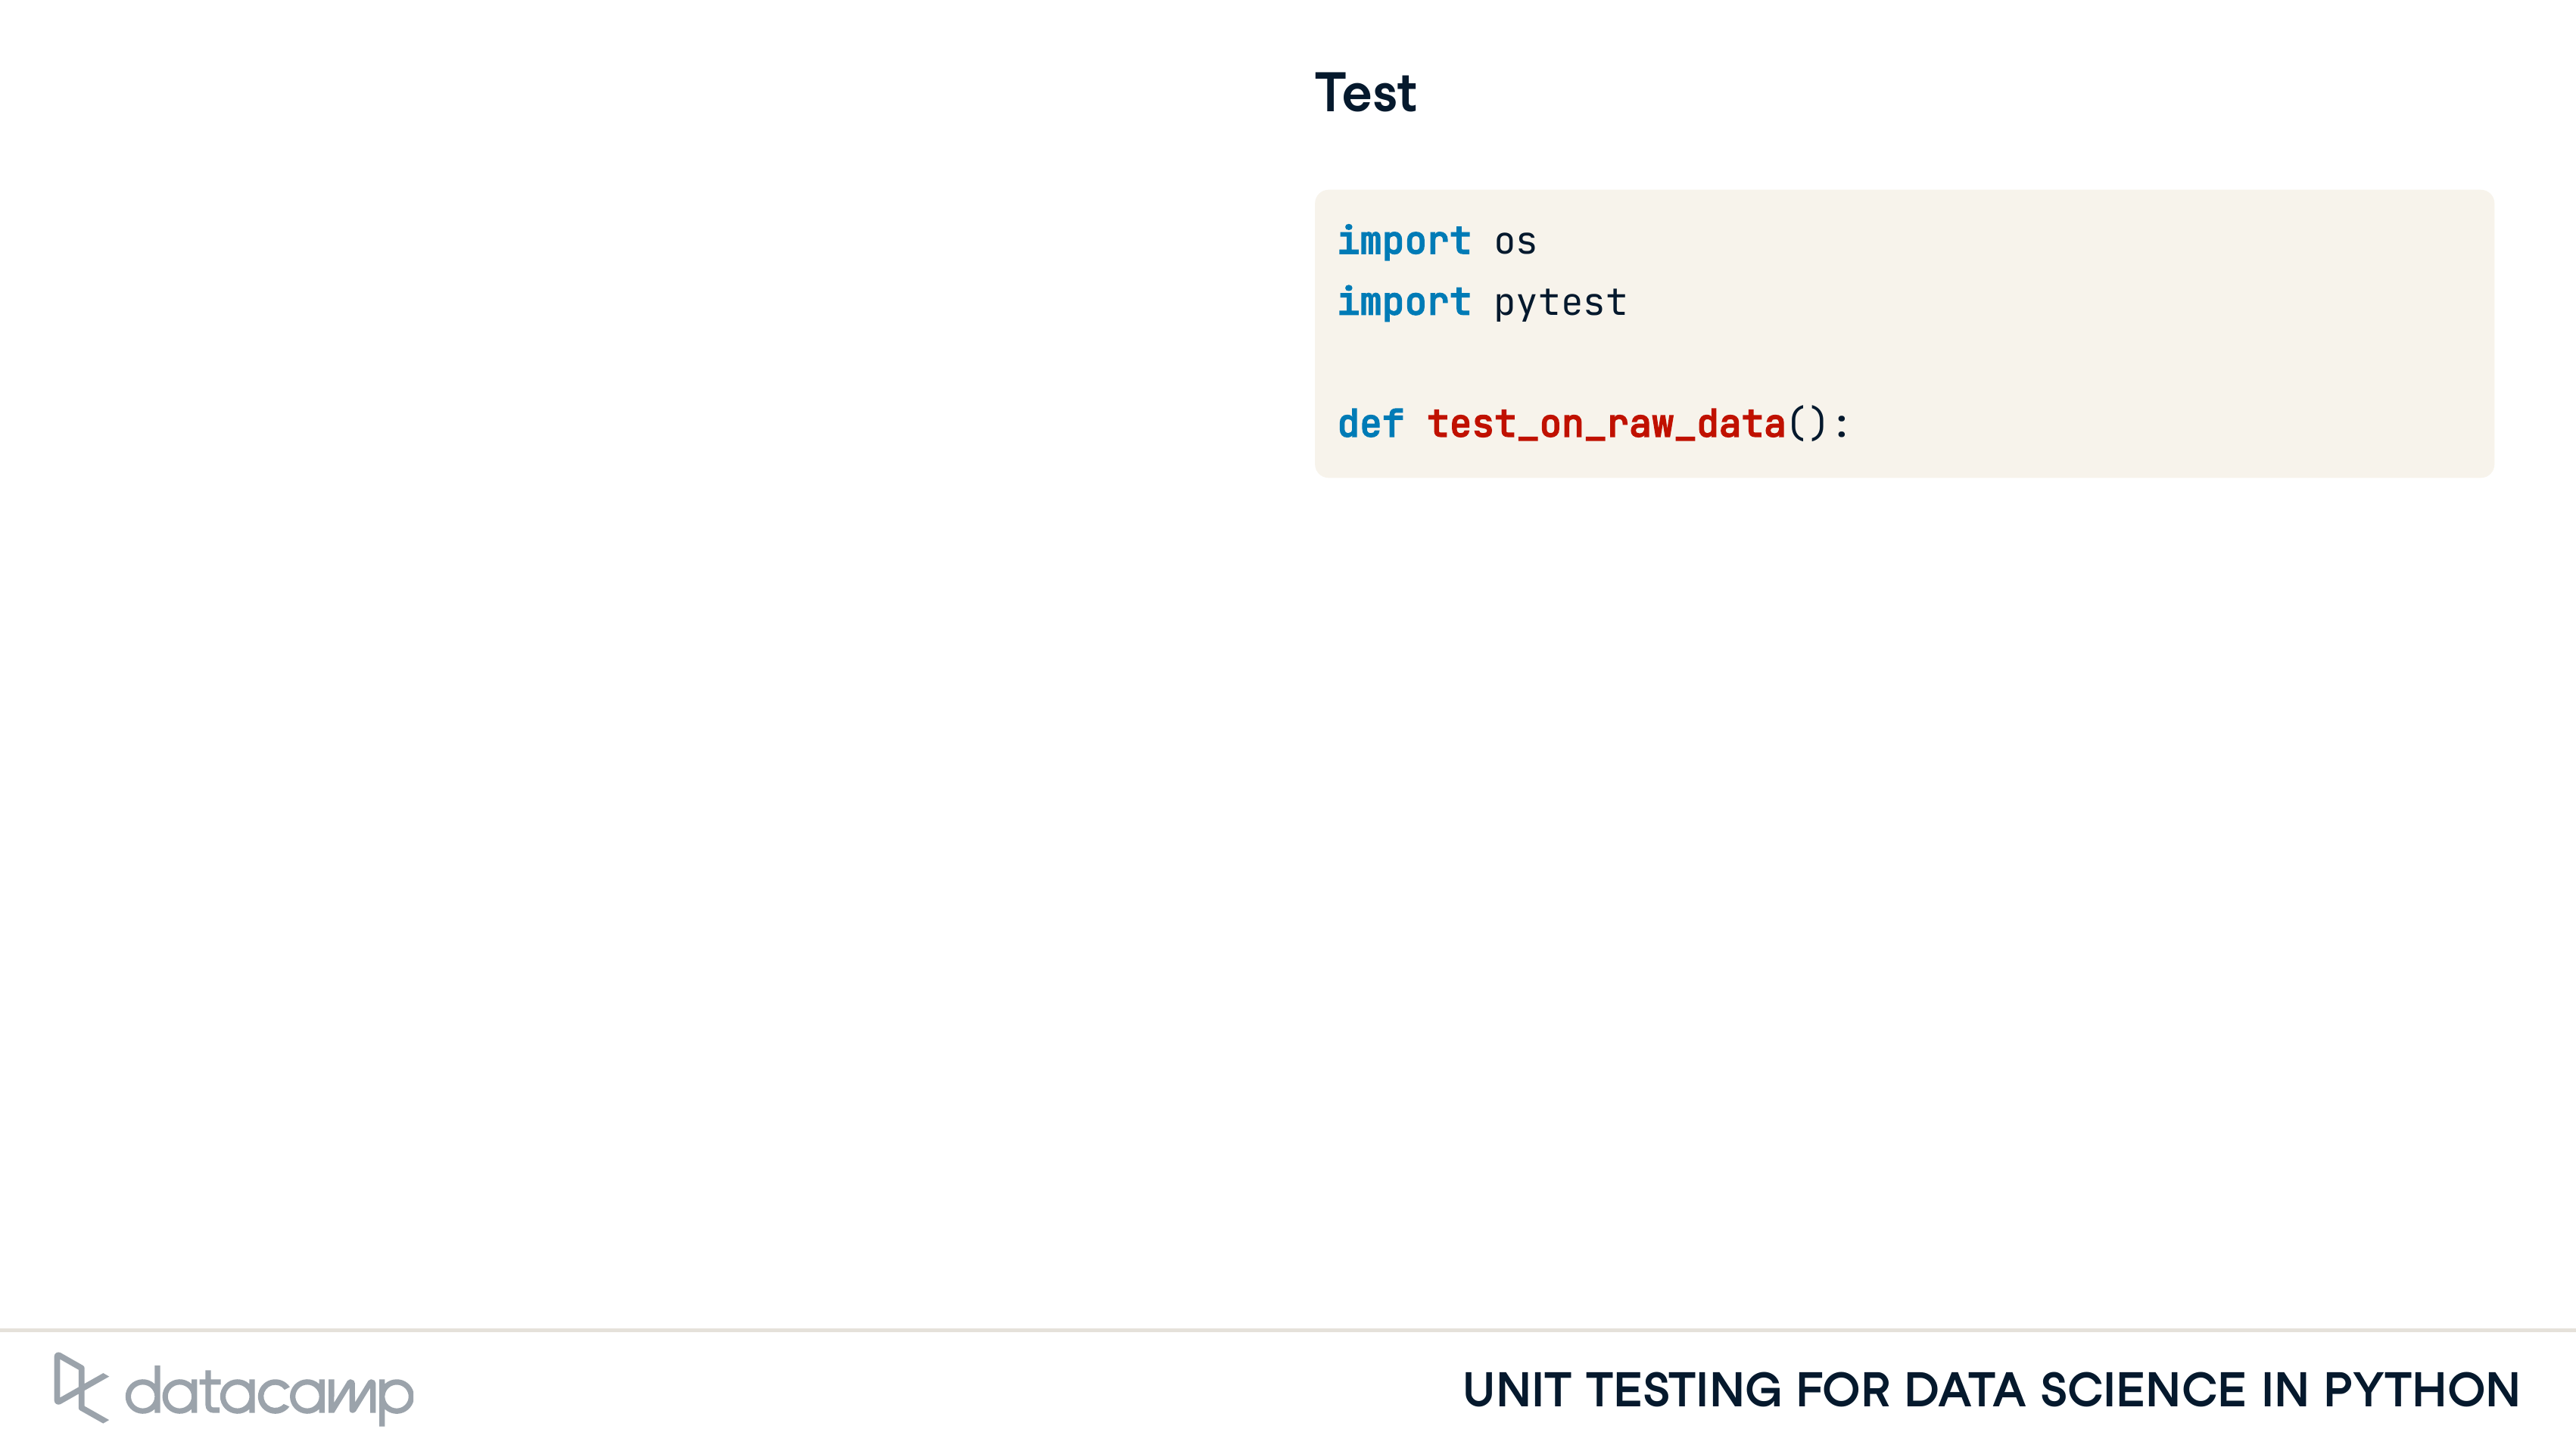 Test
import os
import pytest
def test_on_raw_data():
datacamp
UNIT TESTING FOR DATA SCIENCE IN PYTHON